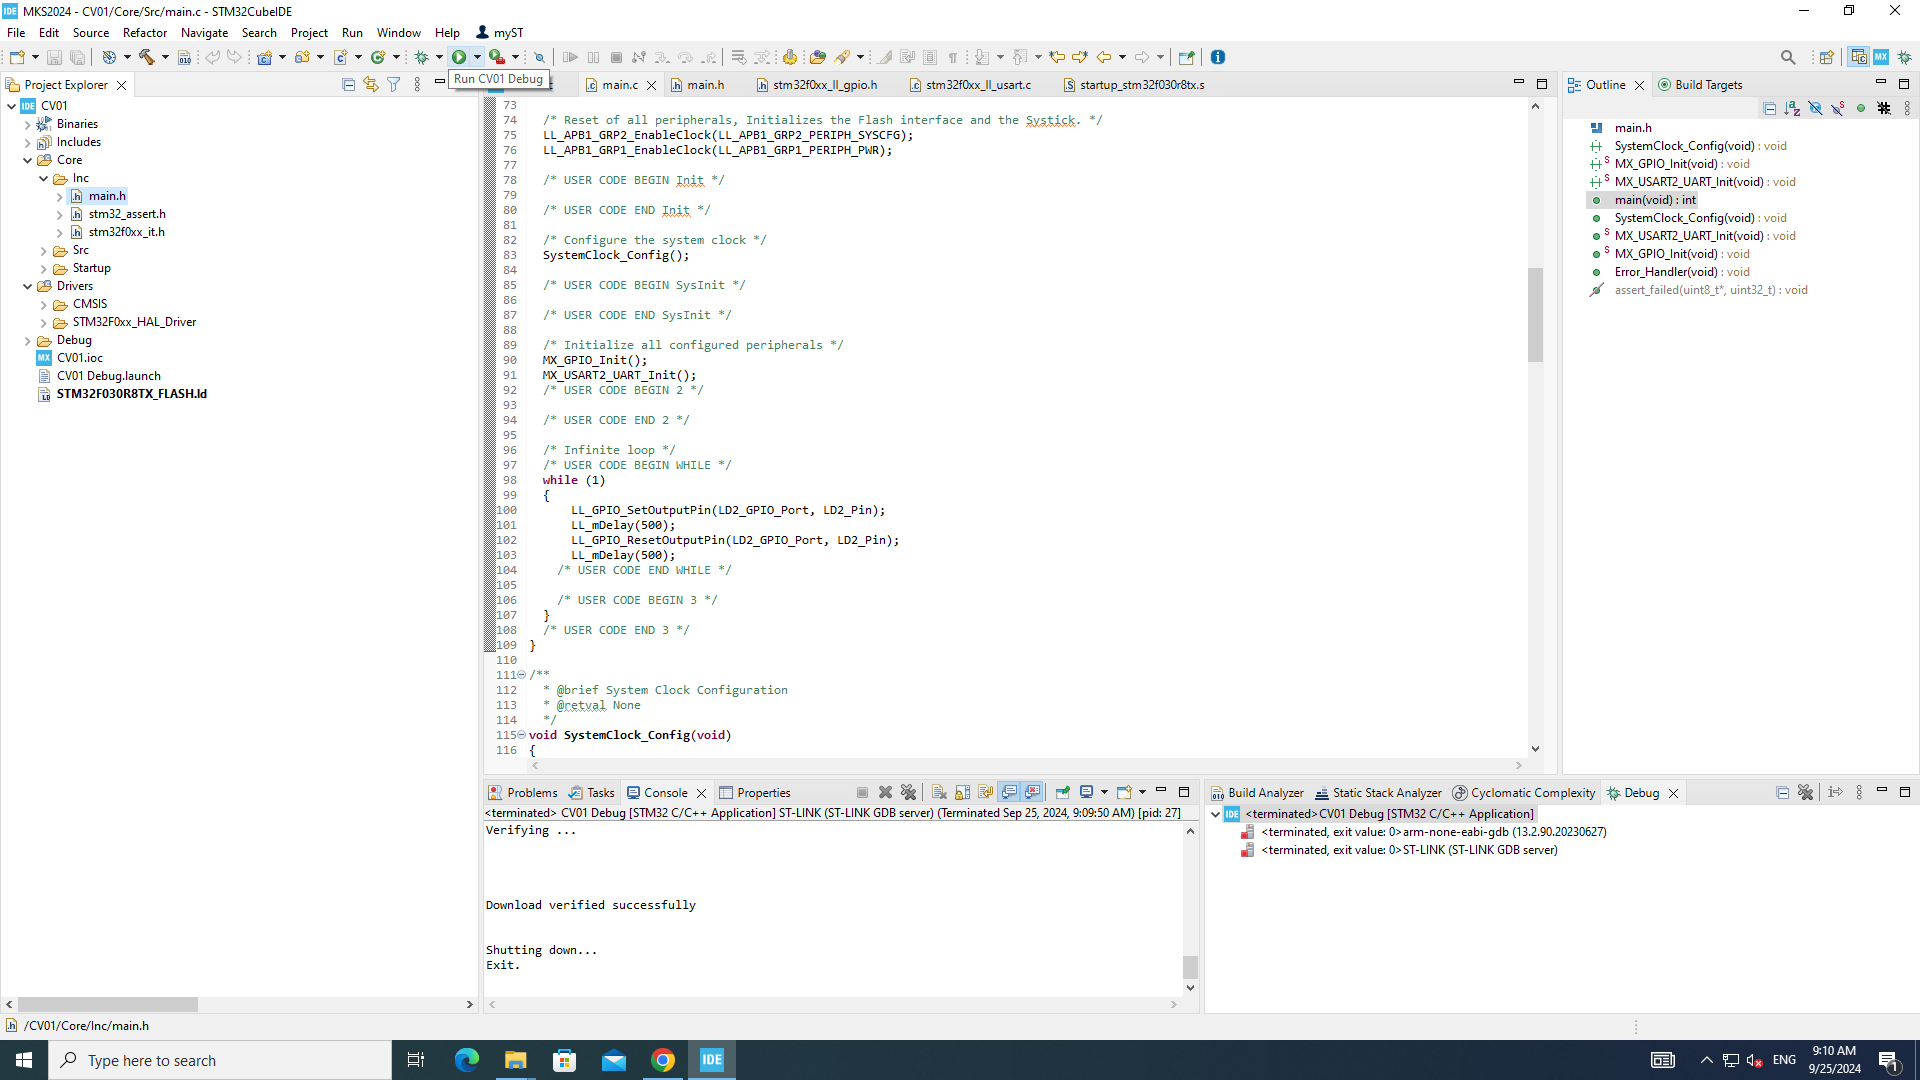 MKS2024 - CV01/Core/Src/main.c - STM32CubeIDE
File Edit Source Refactor Navigate Search Project Run Window Help myST
Run CV01 Debug
Project Explorer
main.c
main.h
stm32f0xx_ll_gpio.h
stm32f0xx_ll_usart.c
startup_stm32f030r8tx.s
Outline
Build Targets
CV01
Binaries
Includes
Core
Inc
main.h
stm32_assert.h
stm32f0xx_it.h
Src
Startup
Drivers
CMSIS
STM32F0xx_HAL_Driver
Debug
CV01.ioc
CV01 Debug.launch
STM32F030R8TX_FLASH.ld
73
74 /* Reset of all peripherals, Initializes the Flash interface and the Systick. */
75 LL_APB1_GRP2_EnableClock(LL_APB1_GRP2_PERIPH_SYSCFG);
76 LL_APB1_GRP1_EnableClock(LL_APB1_GRP1_PERIPH_PWR);
77
78 /* USER CODE BEGIN Init */
79
80 /* USER CODE END Init */
81
82 /* Configure the system clock */
83 SystemClock_Config();
84
85 /* USER CODE BEGIN SysInit */
86
87 /* USER CODE END SysInit */
88
89 /* Initialize all configured peripherals */
90 MX_GPIO_Init();
91 MX_USART2_UART_Init();
92 /* USER CODE BEGIN 2 */
93
94 /* USER CODE END 2 */
95
96 /* Infinite loop */
97 /* USER CODE BEGIN WHILE */
98 while (1)
99 {
100 LL_GPIO_SetOutputPin(LD2_GPIO_Port, LD2_Pin);
101 LL_mDelay(500);
102 LL_GPIO_ResetOutputPin(LD2_GPIO_Port, LD2_Pin);
103 LL_mDelay(500);
104 /* USER CODE END WHILE */
105
106 /* USER CODE BEGIN 3 */
107 }
108 /* USER CODE END 3 */
109 }
110
111 /**
112 * @brief System Clock Configuration
113 * @retval None
114 */
115 void SystemClock_Config(void)
116 {
main.h
SystemClock_Config(void) : void
S MX_GPIO_Init(void) : void
S MX_USART2_UART_Init(void) : void
main(void) : int
SystemClock_Config(void) : void
S MX_USART2_UART_Init(void) : void
S MX_GPIO_Init(void) : void
Error_Handler(void) : void
assert_failed(uint8_t*, uint32_t) : void
Problems Tasks Console Properties
<terminated> CV01 Debug [STM32 C/C++ Application] ST-LINK (ST-LINK GDB server) (Terminated Sep 25, 2024, 9:09:50 AM) [pid: 27]
Verifying ...
Download verified successfully
Shutting down...
Exit.
Build Analyzer Static Stack Analyzer Cyclomatic Complexity Debug
<terminated>CV01 Debug [STM32 C/C++ Application]
<terminated, exit value: 0>arm-none-eabi-gdb (13.2.90.20230627)
<terminated, exit value: 0>ST-LINK (ST-LINK GDB server)
/CV01/Core/Inc/main.h
Type here to search
IDE
ENG
9:10 AM
9/25/2024
1